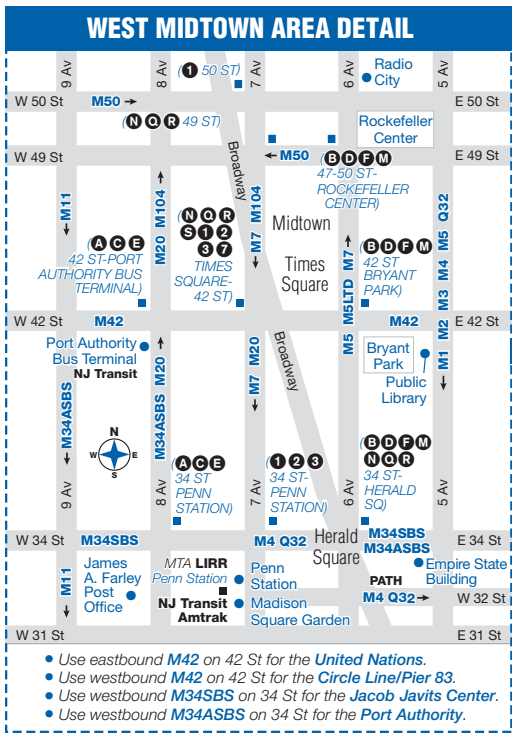 WEST MIDTOWN AREA DETAIL
9 Av
8 Av
(1 50 ST)
7 Av
6 Av
Radio
City
5 Av
W 50 St
M50 →
E 50 St
(N Q R 49 ST)
Rockefeller
Center
W 49 St
Broadway
← M50
E 49 St
(B D F M
47-50 ST-
ROCKEFELLER
CENTER)
M11
M20 M104
M7 M104
Q32
M5
M4
M3
M2
M1
(N Q R
S 1 2
3 7
TIMES
SQUARE-
42 ST)
Midtown
Times
Square
M5 M5LTD M7
(A C E
42 ST-PORT
AUTHORITY BUS
TERMINAL)
(B D F M
42 ST
BRYANT
PARK)
W 42 St
M42
M42
E 42 St
Port Authority
Bus Terminal
NJ Transit
M34ASBS
M34ASBS M20
M7 M20
Broadway
Bryant
Park
Public
Library
N
W
E
S
(A C E
34 ST
PENN
STATION)
(1 2 3
34 ST-
PENN
STATION)
(B D F M
N Q R
34 ST-
HERALD
SQ)
9 Av
8 Av
7 Av
6 Av
5 Av
W 34 St
M34SBS
M4 Q32
Herald
Square
M34SBS
M34ASBS
E 34 St
M11
James
A. Farley
Post
Office
MTA LIRR
Penn Station
NJ Transit
Amtrak
Penn
Station
Madison
Square Garden
Empire State
Building
PATH
M4 Q32 →
W 32 St
W 31 St
E 31 St
• Use eastbound M42 on 42 St for the United Nations.
• Use westbound M42 on 42 St for the Circle Line/Pier 83.
• Use westbound M34SBS on 34 St for the Jacob Javits Center.
• Use westbound M34ASBS on 34 St for the Port Authority.